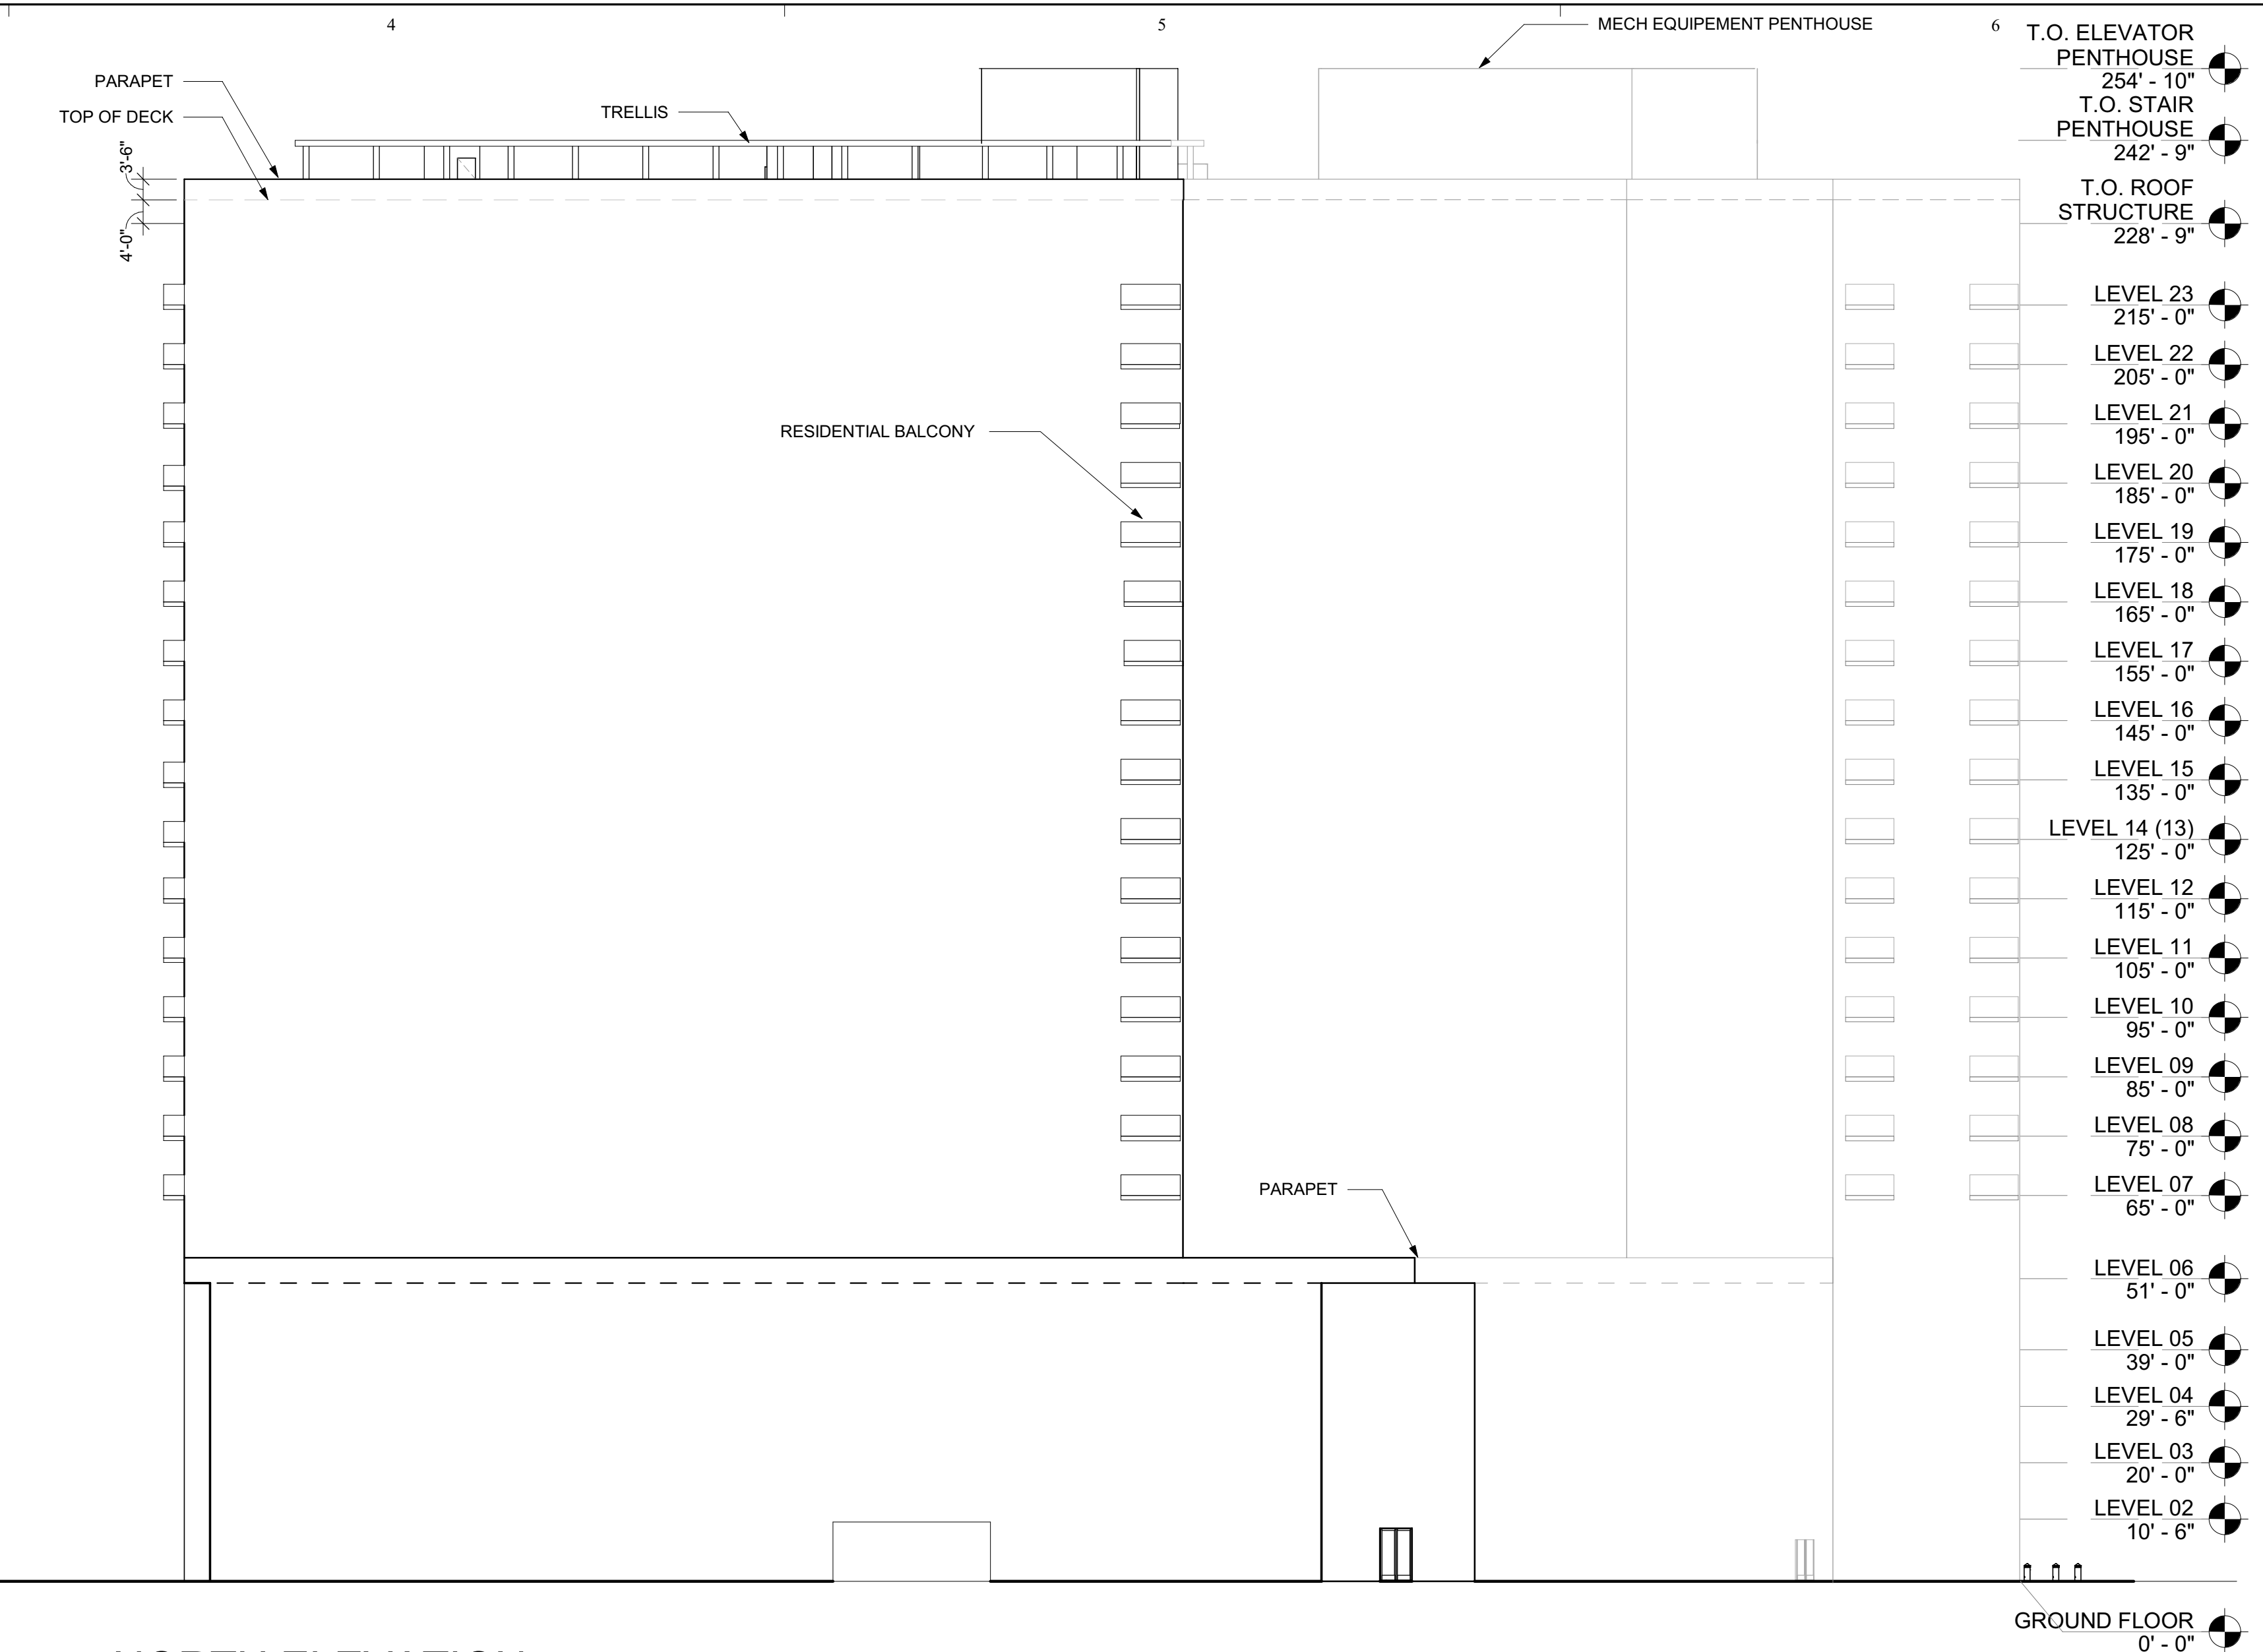 4
5
6
MECH EQUIPEMENT PENTHOUSE
PARAPET
TOP OF DECK
TRELLIS
3'-6"
4'-0"
RESIDENTIAL BALCONY
PARAPET
T.O. ELEVATOR
PENTHOUSE
254' - 10"
T.O. STAIR
PENTHOUSE
242' - 9"
T.O. ROOF
STRUCTURE
228' - 9"
LEVEL 23
215' - 0"
LEVEL 22
205' - 0"
LEVEL 21
195' - 0"
LEVEL 20
185' - 0"
LEVEL 19
175' - 0"
LEVEL 18
165' - 0"
LEVEL 17
155' - 0"
LEVEL 16
145' - 0"
LEVEL 15
135' - 0"
LEVEL 14 (13)
125' - 0"
LEVEL 12
115' - 0"
LEVEL 11
105' - 0"
LEVEL 10
95' - 0"
LEVEL 09
85' - 0"
LEVEL 08
75' - 0"
LEVEL 07
65' - 0"
LEVEL 06
51' - 0"
LEVEL 05
39' - 0"
LEVEL 04
29' - 6"
LEVEL 03
20' - 0"
LEVEL 02
10' - 6"
GROUND FLOOR
0' - 0"